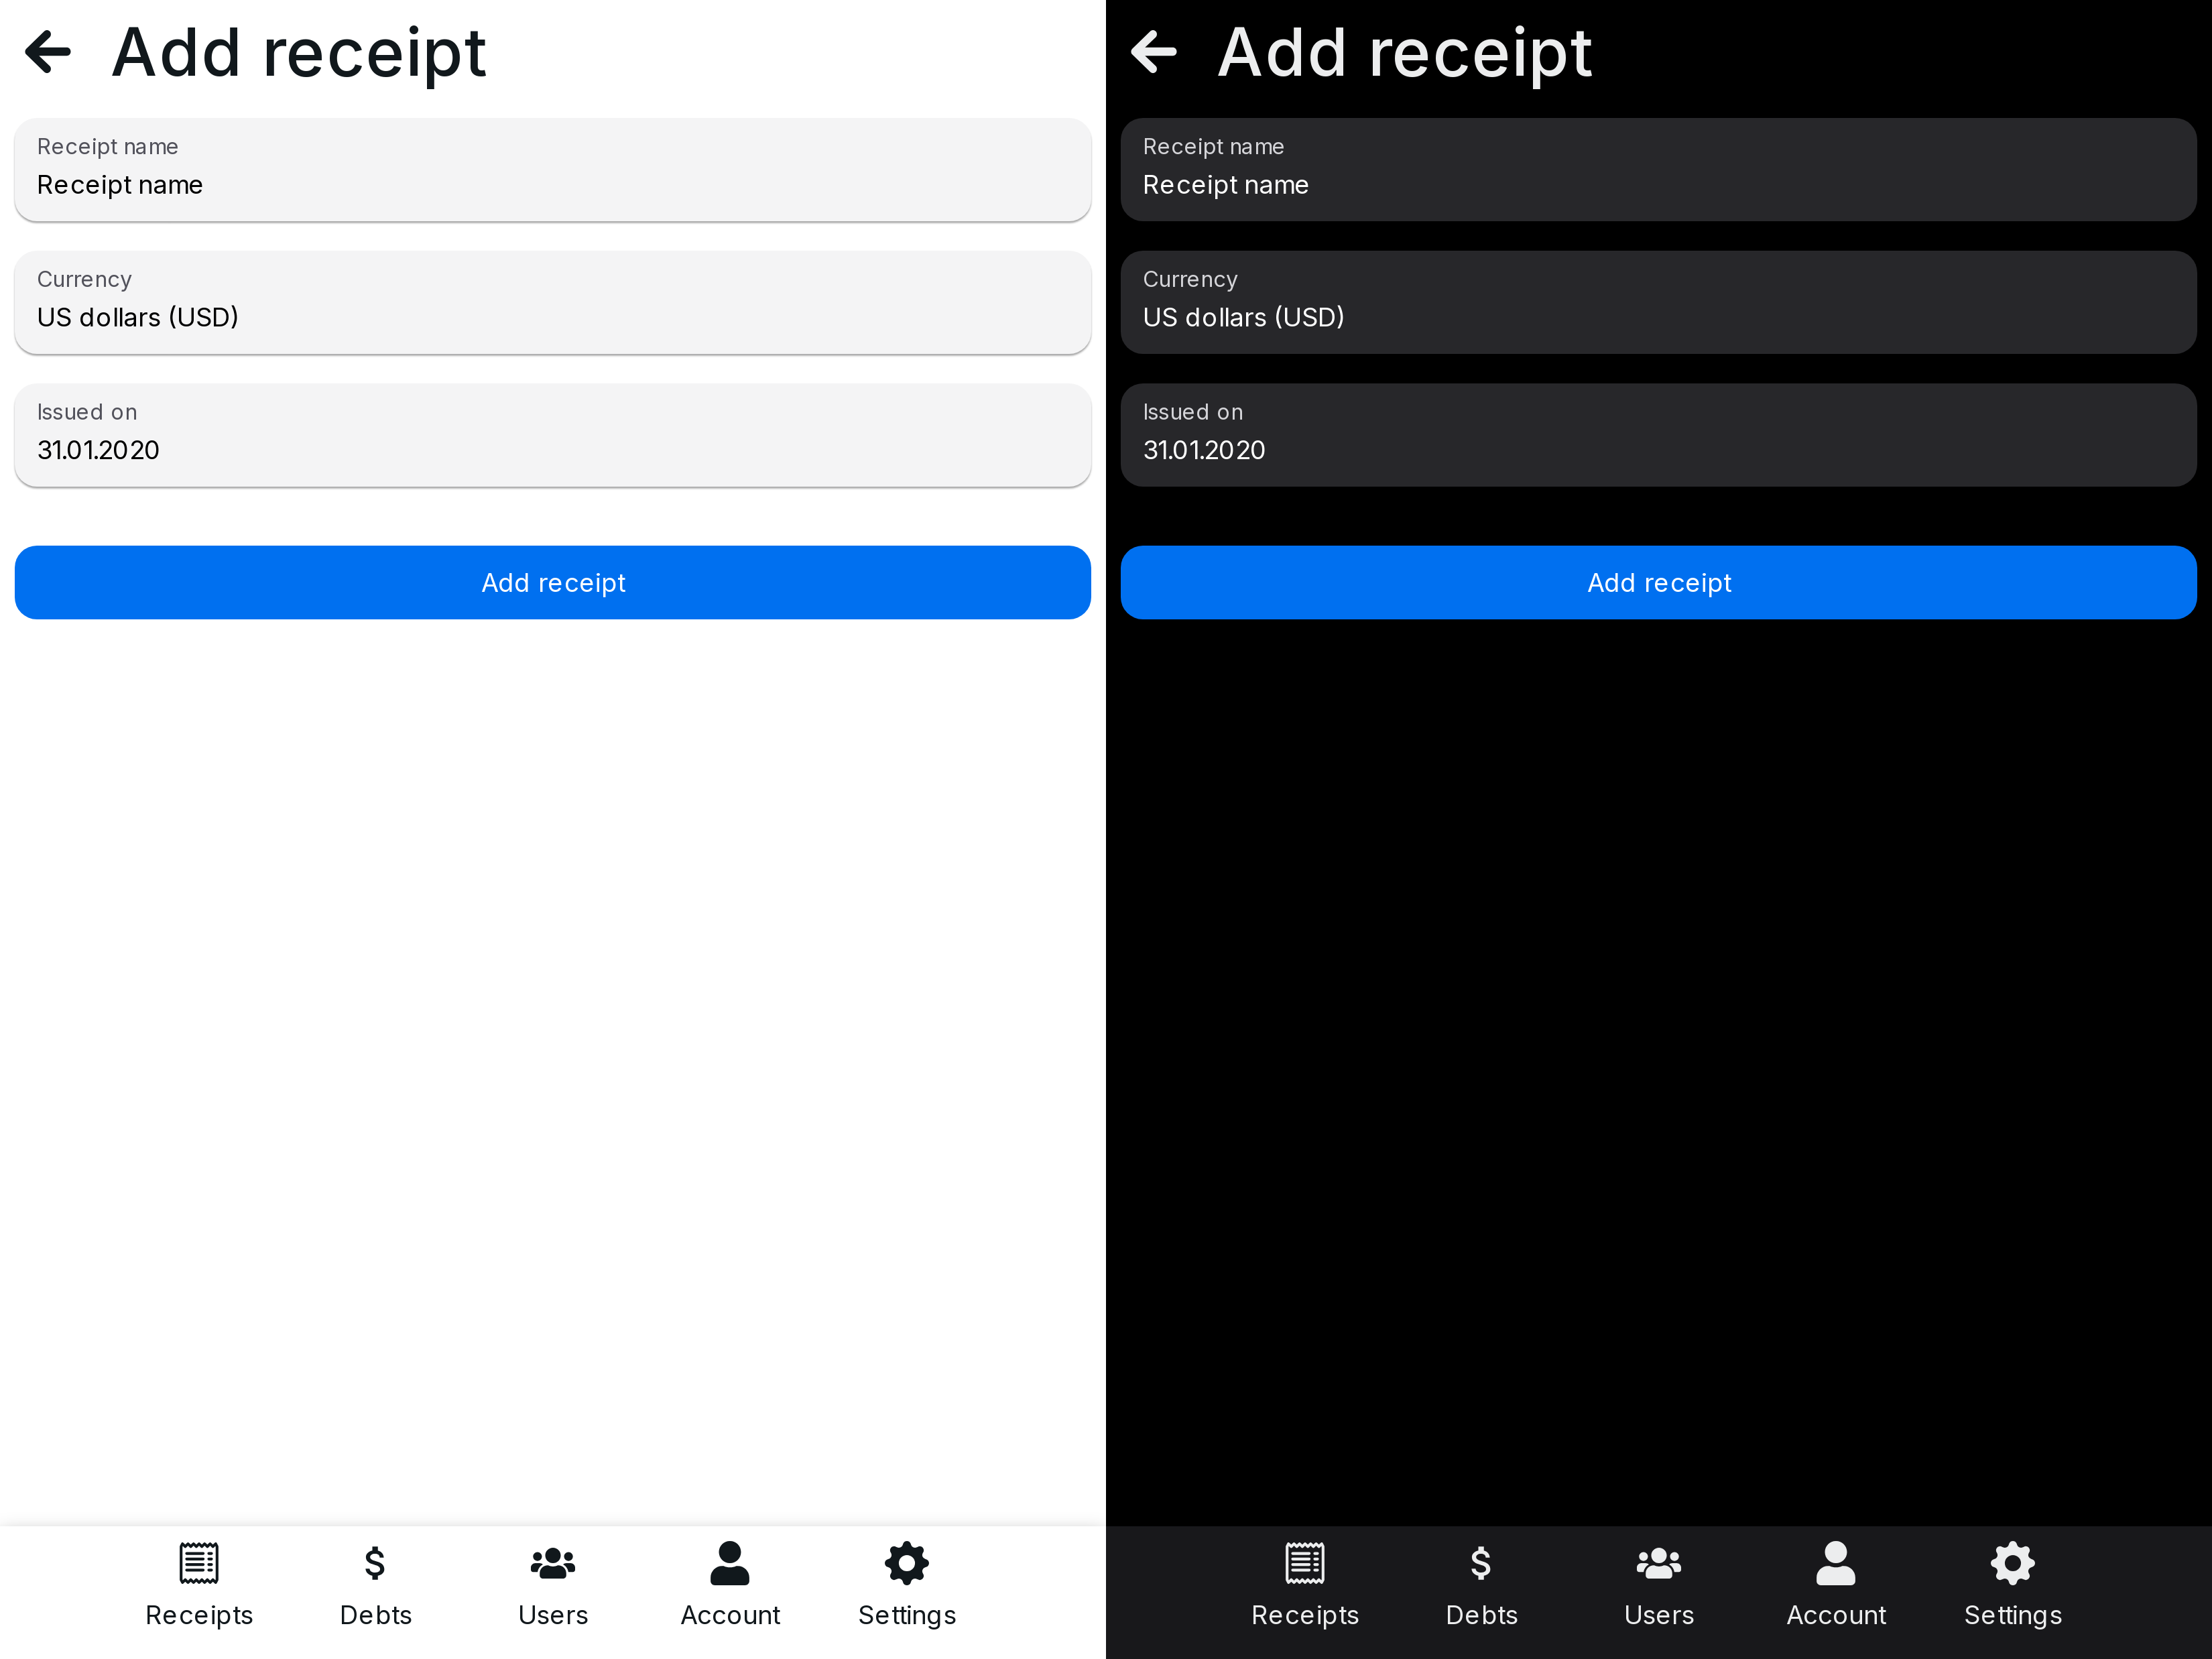 Add receipt
Receipt name
Receipt name
Currency
US dollars (USD)
Issued on
31.01.2020
Add receipt
Receipts
Debts
Users
Account
Settings
Add receipt
Receipt name
Receipt name
Currency
US dollars (USD)
Issued on
31.01.2020
Add receipt
Receipts
Debts
Users
Account
Settings